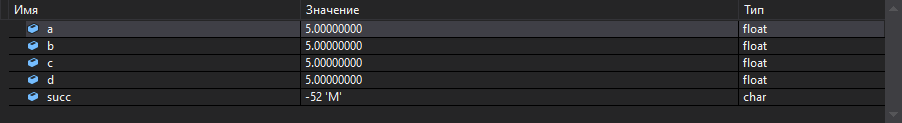 Имя Значение Тип
a 5.00000000 float
b 5.00000000 float
c 5.00000000 float
d 5.00000000 float
succ -52 'М' char